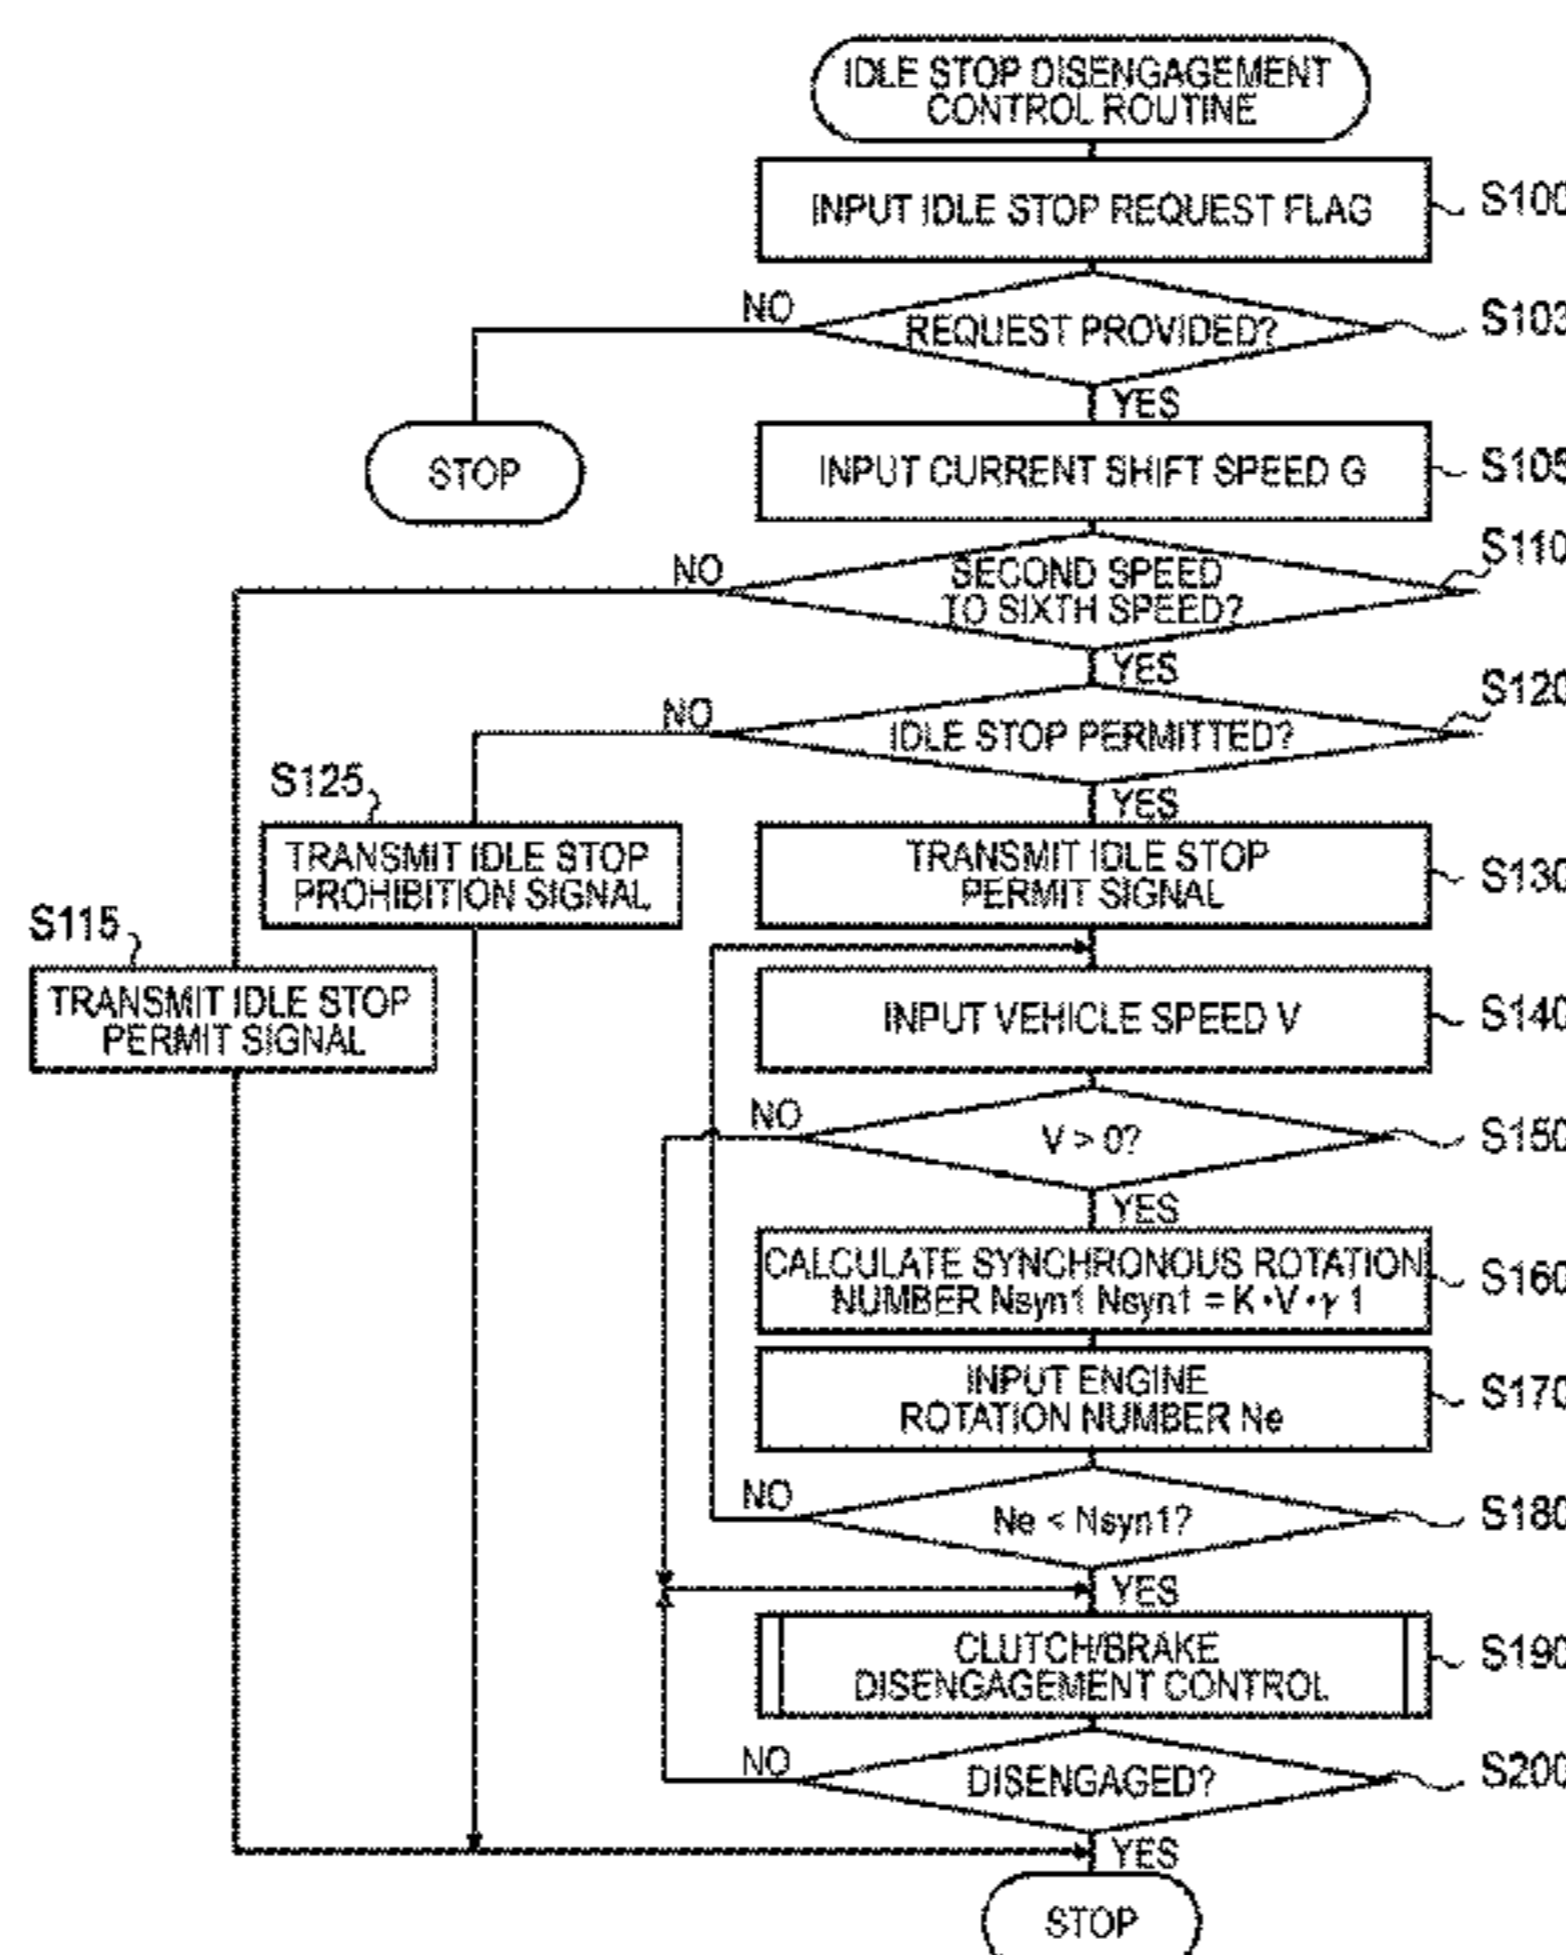 IDLE STOP DISENGAGEMENT
CONTROL ROUTINE
INPUT IDLE STOP REQUEST FLAG
S100
NO
REQUEST PROVIDED?
S103
YES
STOP
INPUT CURRENT SHIFT SPEED G
S105
NO
SECOND SPEED
TO SIXTH SPEED?
S110
YES
NO
IDLE STOP PERMITTED?
S120
YES
S125
TRANSMIT IDLE STOP
PROHIBITION SIGNAL
TRANSMIT IDLE STOP
PERMIT SIGNAL
S130
S115
TRANSMIT IDLE STOP
PERMIT SIGNAL
INPUT VEHICLE SPEED V
S140
NO
V > 0?
S150
YES
CALCULATE SYNCHRONOUS ROTATION
NUMBER Nsyn1 Nsyn1 = K・V・γ 1
S160
INPUT ENGINE
ROTATION NUMBER Ne
S170
NO
Ne < Nsyn1?
S180
YES
CLUTCH/BRAKE
DISENGAGEMENT CONTROL
S190
NO
DISENGAGED?
S200
YES
STOP